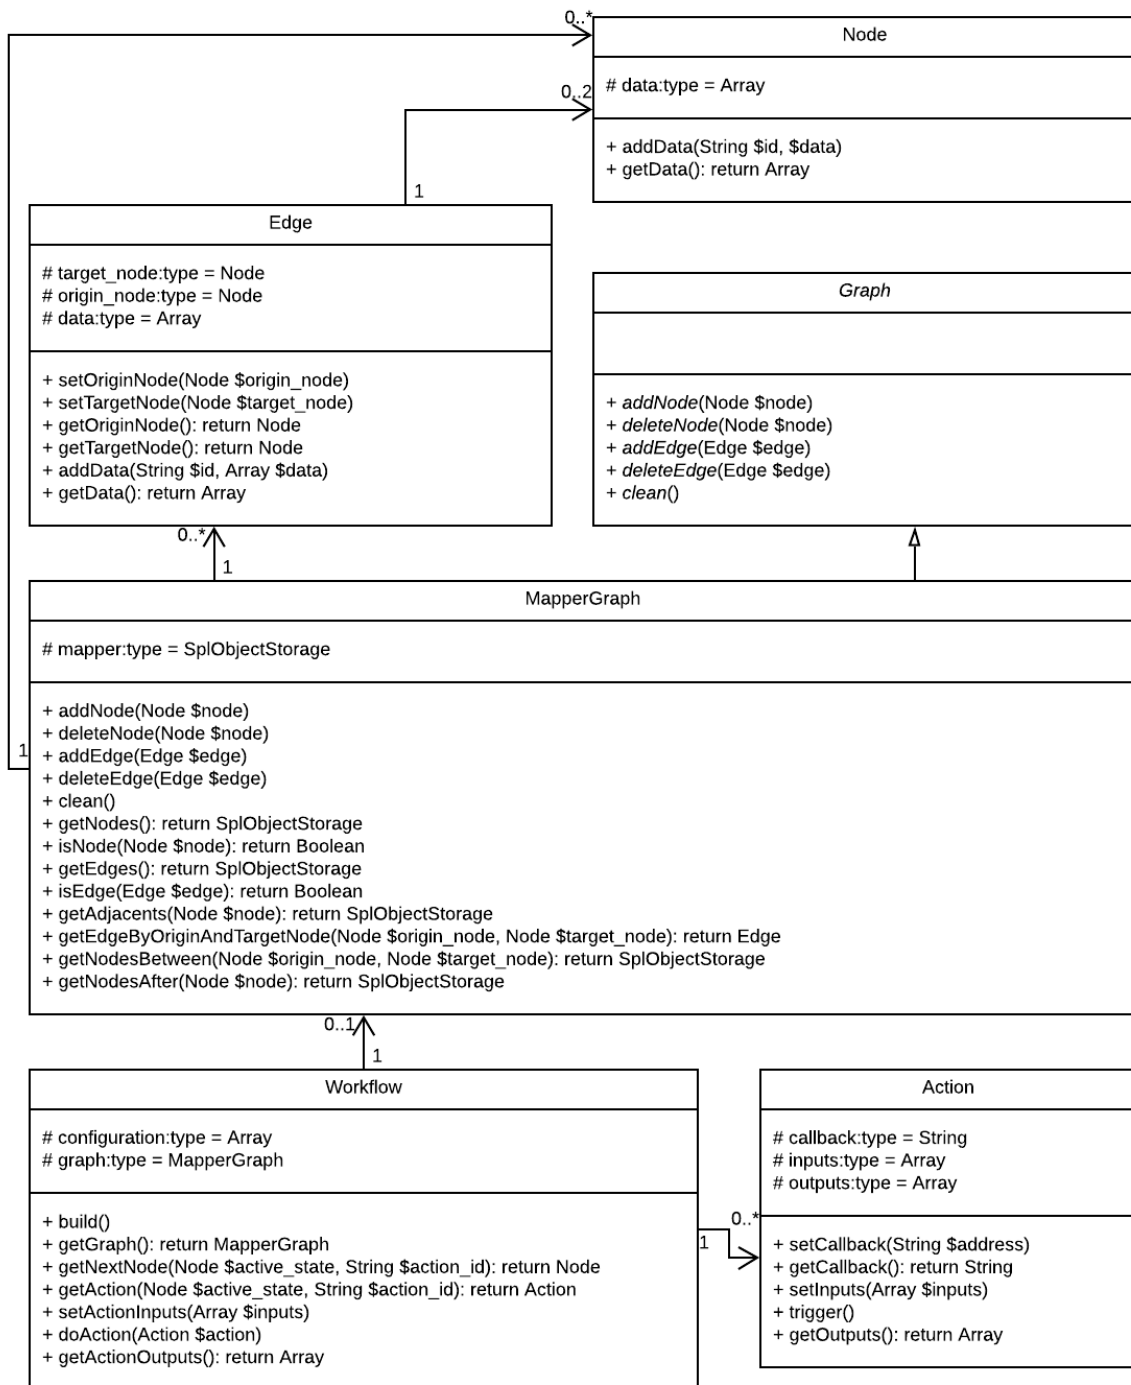 0..*
Node
# data:type = Array
0..2
+ addData(String $id, $data)
+ getData(): return Array
1
Edge
# target_node:type = Node
# origin_node:type = Node
# data:type = Array
+ setOriginNode(Node $origin_node)
+ setTargetNode(Node $target_node)
+ getOriginNode(): return Node
+ getTargetNode(): return Node
+ addData(String $id, Array $data)
+ getData(): return Array
Graph
+ addNode(Node $node)
+ deleteNode(Node $node)
+ addEdge(Edge $edge)
+ deleteEdge(Edge $edge)
+ clean()
0..*
1
MapperGraph
# mapper:type = SplObjectStorage
+ addNode(Node $node)
+ deleteNode(Node $node)
1
+ addEdge(Edge $edge)
+ deleteEdge(Edge $edge)
+ clean()
+ getNodes(): return SplObjectStorage
+ isNode(Node $node): return Boolean
+ getEdges(): return SplObjectStorage
+ isEdge(Edge $edge): return Boolean
+ getAdjacents(Node $node): return SplObjectStorage
+ getEdgeByOriginAndTargetNode(Node $origin_node, Node $target_node): return Edge
+ getNodesBetween(Node $origin_node, Node $target_node): return SplObjectStorage
+ getNodesAfter(Node $node): return SplObjectStorage
0..1
1
Workflow
# configuration:type = Array
# graph:type = MapperGraph
+ build()
+ getGraph(): return MapperGraph
+ getNextNode(Node $active_state, String $action_id): return Node
+ getAction(Node $active_state, String $action_id): return Action
+ setActionInputs(Array $inputs)
+ doAction(Action $action)
+ getActionOutputs(): return Array
0..*
1
Action
# callback:type = String
# inputs:type = Array
# outputs:type = Array
+ setCallback(String $address)
+ getCallback(): return String
+ setInputs(Array $inputs)
+ trigger()
+ getOutputs(): return Array